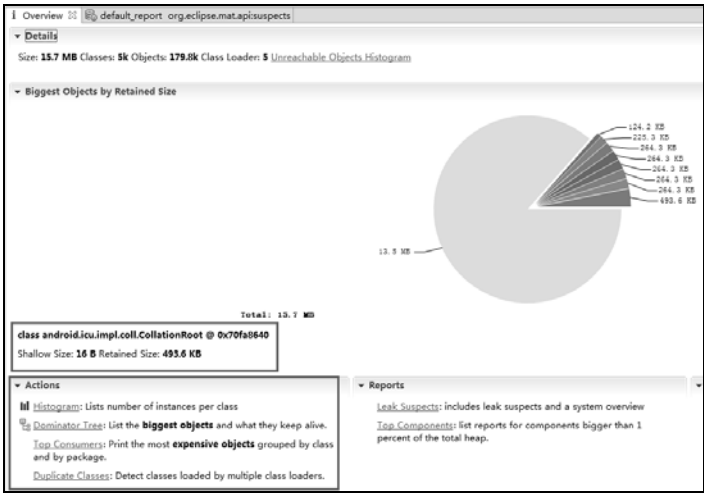 i Overview default_report org.eclipse.mat.api:suspects
Details
Size: 15.7 MB Classes: 5k Objects: 179.8k Class Loader: 5 Unreachable Objects Histogram
Biggest Objects by Retained Size
124.2 KB
225.3 KB
264.3 KB
264.3 KB
264.3 KB
264.3 KB
264.3 KB
493.6 KB
13.5 MB
Total: 15.7 MB
class android.icu.impl.coll.CollationRoot @ 0x70fa8640
Shallow Size: 16 B Retained Size: 493.6 KB
Actions
Histogram: Lists number of instances per class
Dominator Tree: List the biggest objects and what they keep alive.
Top Consumers: Print the most expensive objects grouped by class
and by package.
Duplicate Classes: Detect classes loaded by multiple class loaders.
Reports
Leak Suspects: includes leak suspects and a system overview
Top Components: list reports for components bigger than 1
percent of the total heap.